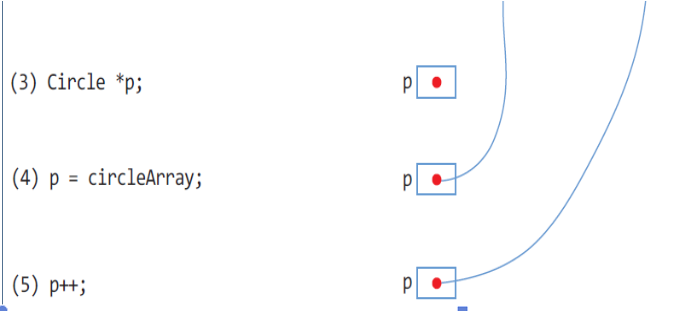 (3) Circle *p; p
(4) p = circleArray; p
(5) p++; p